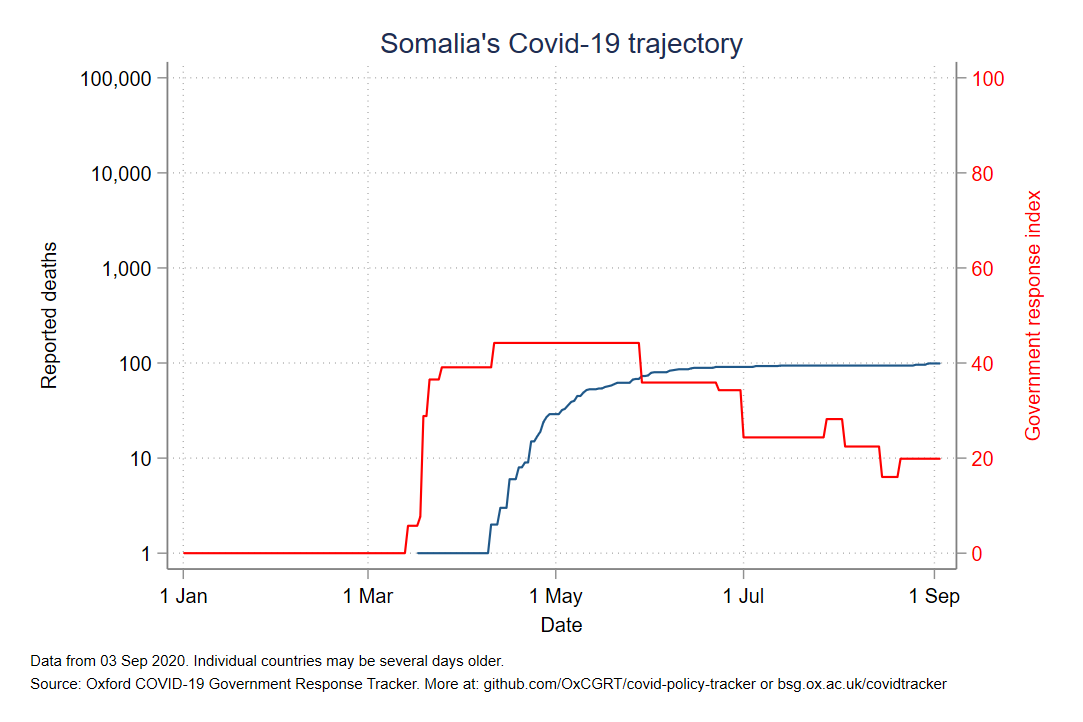 Somalia's Covid-19 trajectory
100,000
10,000
1,000
100
10
1
Reported deaths
100
80
60
40
20
0
Government response index
1 Jan 1 Mar 1 May 1 Jul 1 Sep
Date
Data from 03 Sep 2020. Individual countries may be several days older.
Source: Oxford COVID-19 Government Response Tracker. More at: github.com/OxCGRT/covid-policy-tracker or bsg.ox.ac.uk/covidtracker